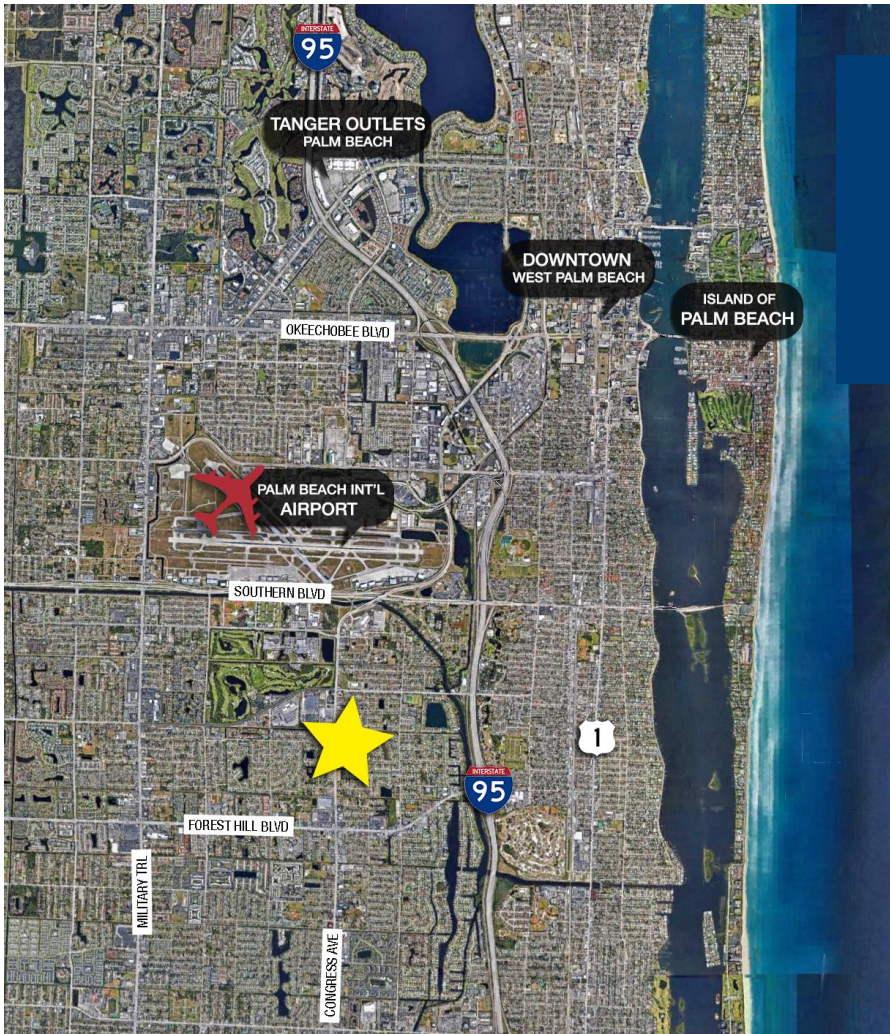 INTERSTATE
95
TANGER OUTLETS
PALM BEACH
DOWNTOWN
WEST PALM BEACH
ISLAND OF
PALM BEACH
OKEECHOBEE BLVD
PALM BEACH INT'L
AIRPORT
SOUTHERN BLVD
1
INTERSTATE
95
FOREST HILL BLVD
MILITARY TRL
CONGRESS AVE